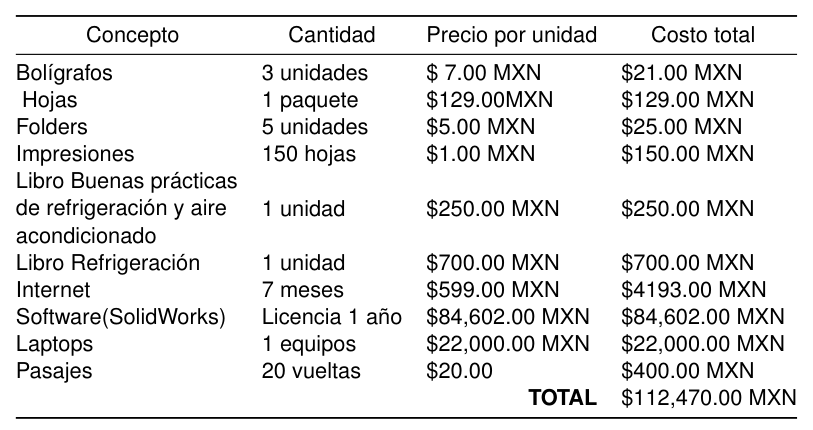 Concepto Cantidad Precio por unidad Costo total
Bolígrafos 3 unidades $ 7.00 MXN $21.00 MXN
Hojas 1 paquete $129.00MXN $129.00 MXN
Folders 5 unidades $5.00 MXN $25.00 MXN
Impresiones 150 hojas $1.00 MXN $150.00 MXN
Libro Buenas prácticas
de refrigeración y aire 1 unidad $250.00 MXN $250.00 MXN
acondicionado
Libro Refrigeración 1 unidad $700.00 MXN $700.00 MXN
Internet 7 meses $599.00 MXN $4193.00 MXN
Software(SolidWorks) Licencia 1 año $84,602.00 MXN $84,602.00 MXN
Laptops 1 equipos $22,000.00 MXN $22,000.00 MXN
Pasajes 20 vueltas $20.00 $400.00 MXN
TOTAL $112,470.00 MXN